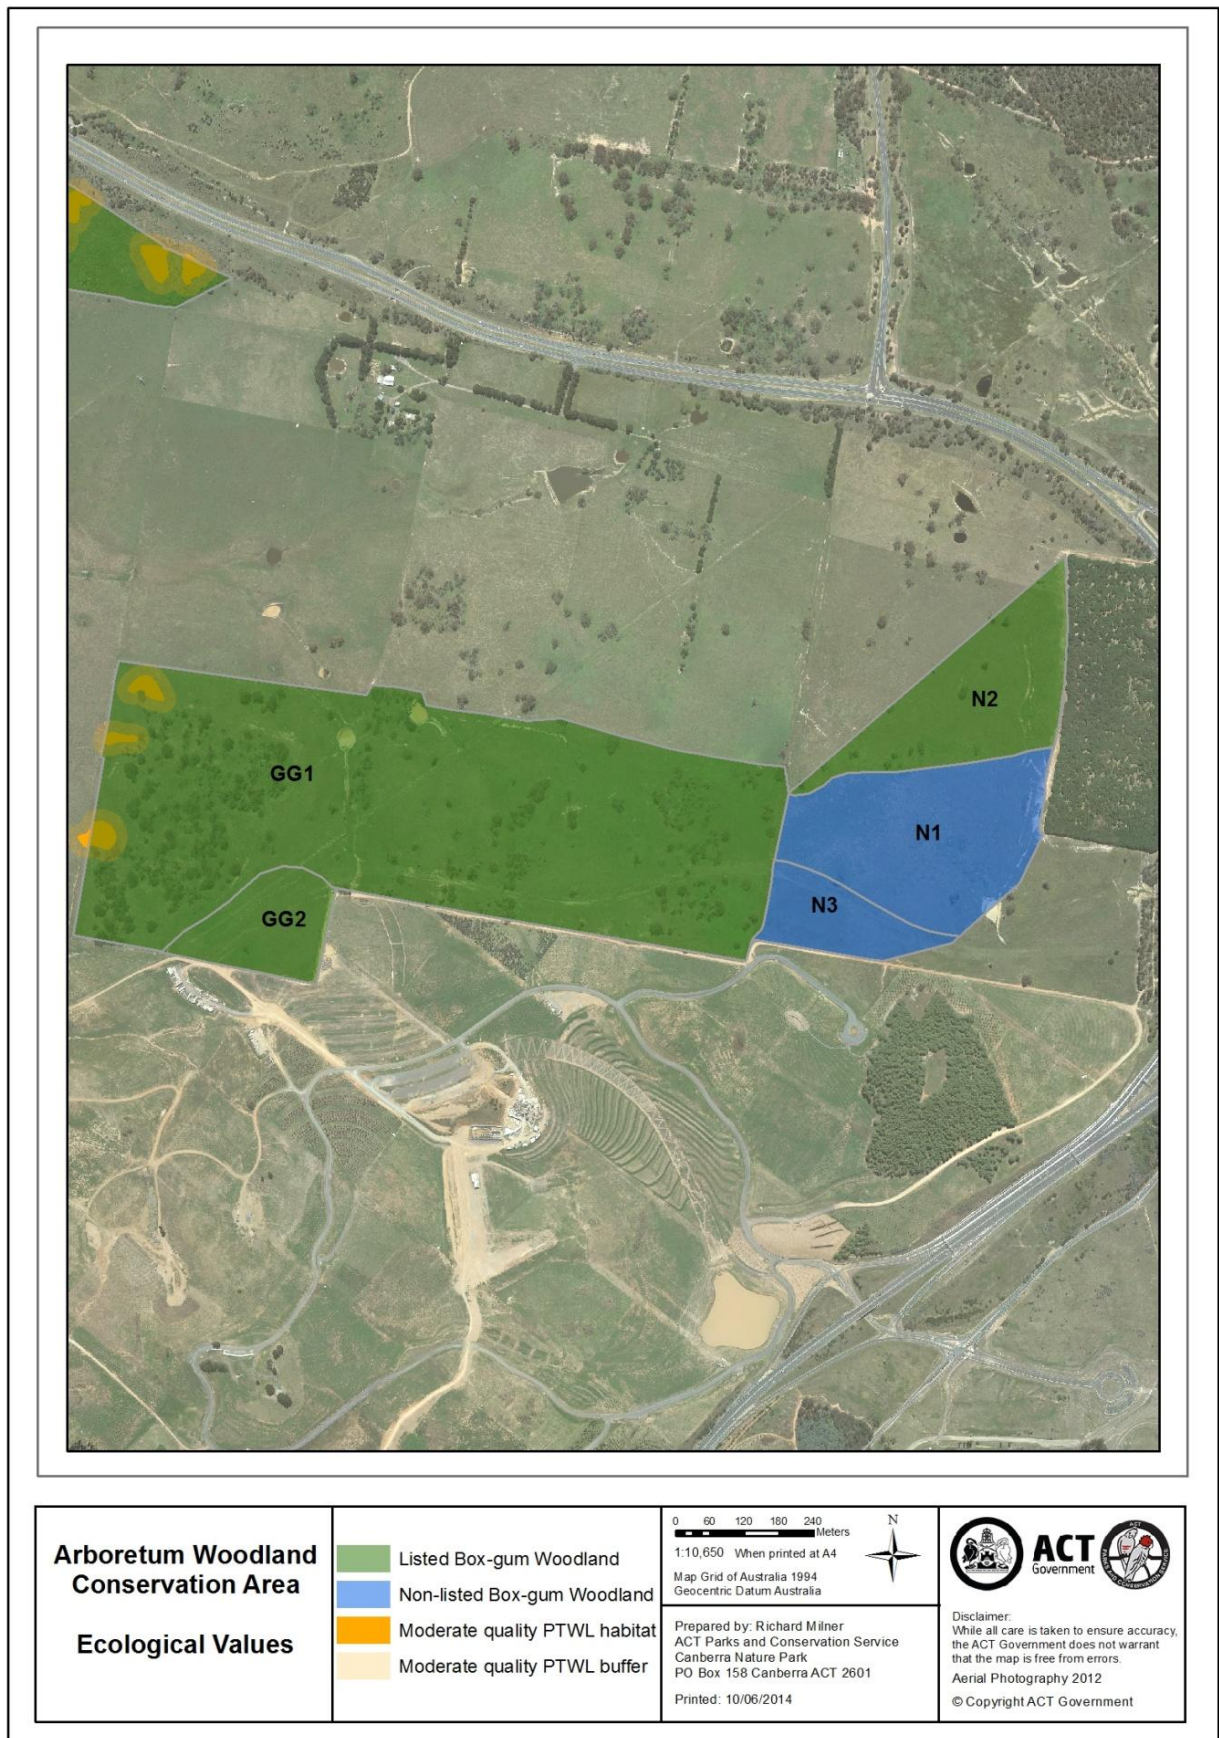 N2
GG1
N1
N3
GG2
Arboretum Woodland
Conservation Area
Ecological Values
Listed Box-gum Woodland
Non-listed Box-gum Woodland
Moderate quality PTWL habitat
Moderate quality PTWL buffer
0 60 120 180 240
Meters
1:10,650 When printed at A4
N
Map Grid of Australia 1994
Geocentric Datum Australia
Prepared by: Richard Milner
ACT Parks and Conservation Service
Canberra Nature Park
PO Box 158 Canberra ACT 2601
Printed: 10/06/2014
ACT
Government
Disclaimer:
While all care is taken to ensure accuracy,
the ACT Government does not warrant
that the map is free from errors.
Aerial Photography 2012
© Copyright ACT Government